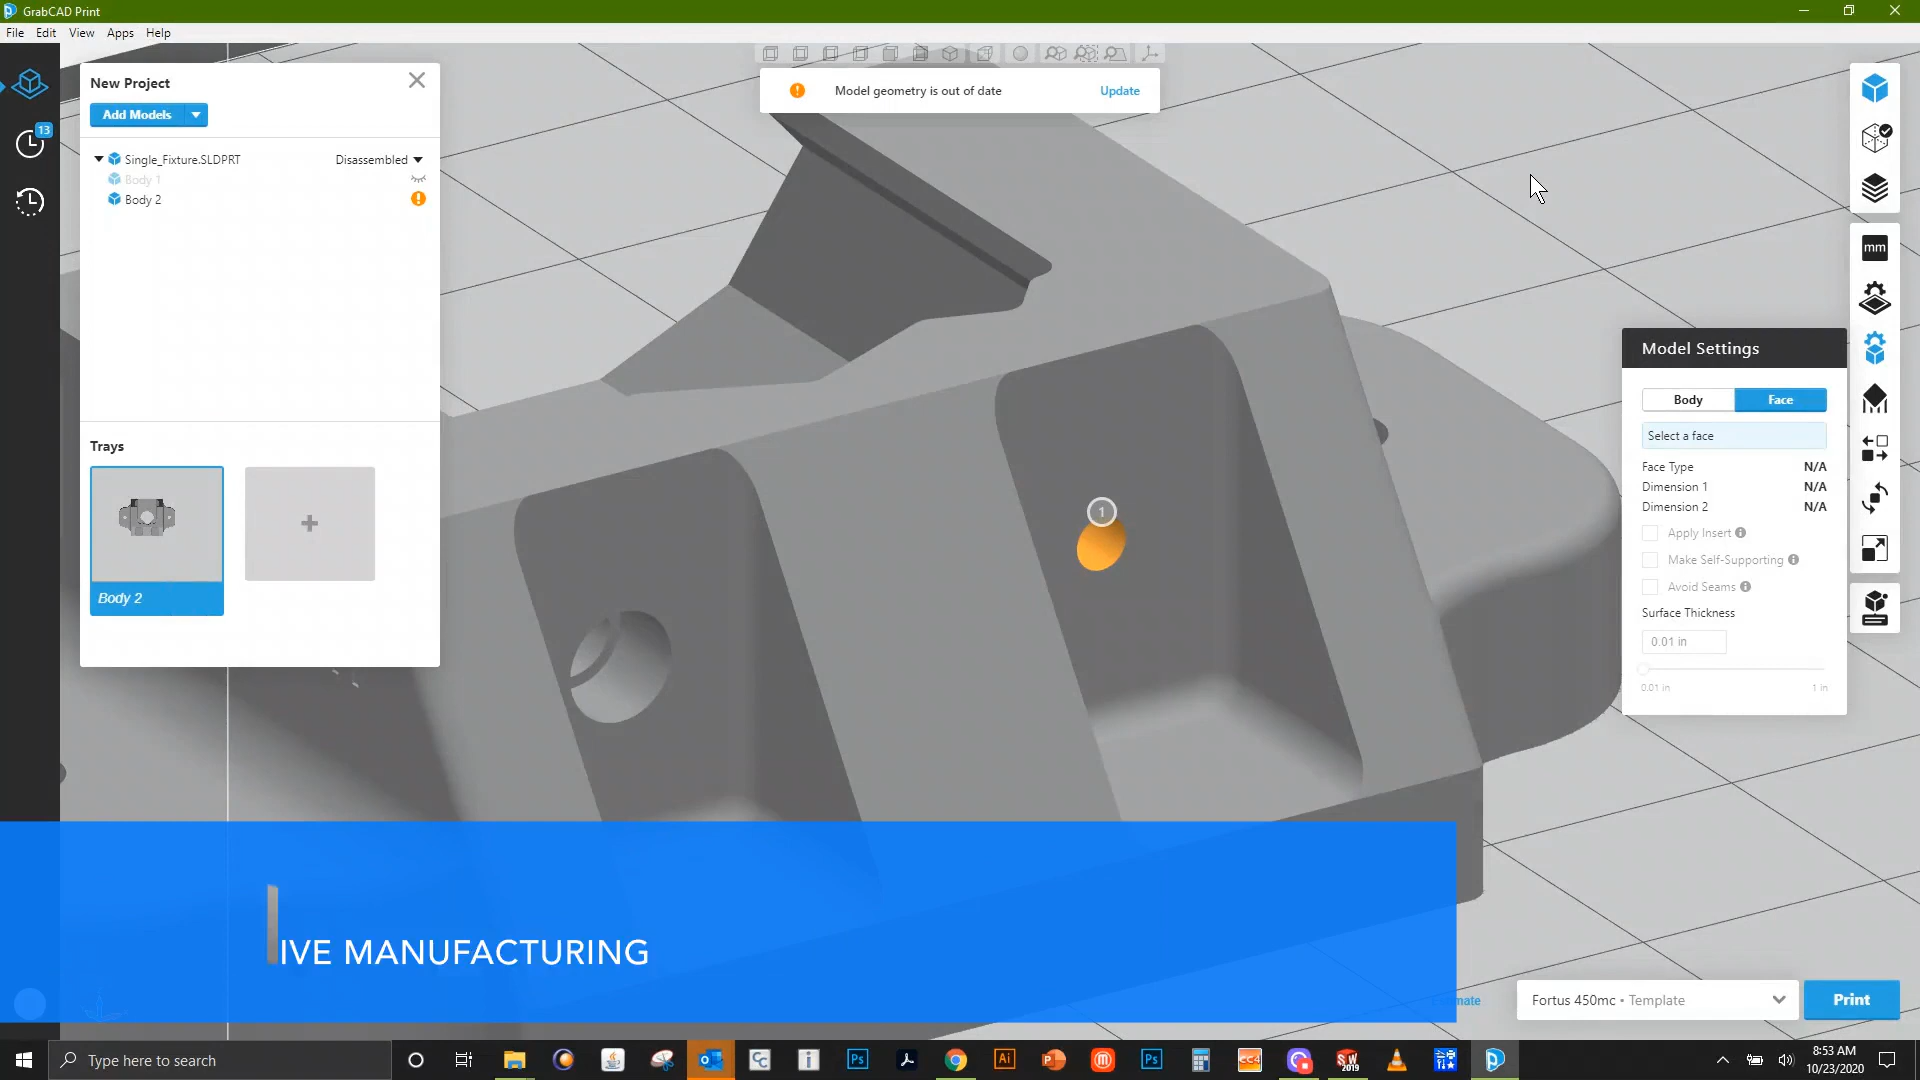 GrabCAD Print
File Edit View Apps Help
New Project
Add Models
Single_Fixture.SLDPRT Disassembled
Body 1
Body 2
Trays
Body 2
13
Model geometry is out of date Update
1
mm
Model Settings
Body Face
Select a face
Face Type N/A
Dimension 1 N/A
Dimension 2 N/A
Apply Insert
Make Self-Supporting
Avoid Seams
Surface Thickness
0.01 in
0.01 in 1 in
IVE MANUFACTURING
Fortus 450mc • Template
Print
Type here to search
8:53 AM
10/23/2020